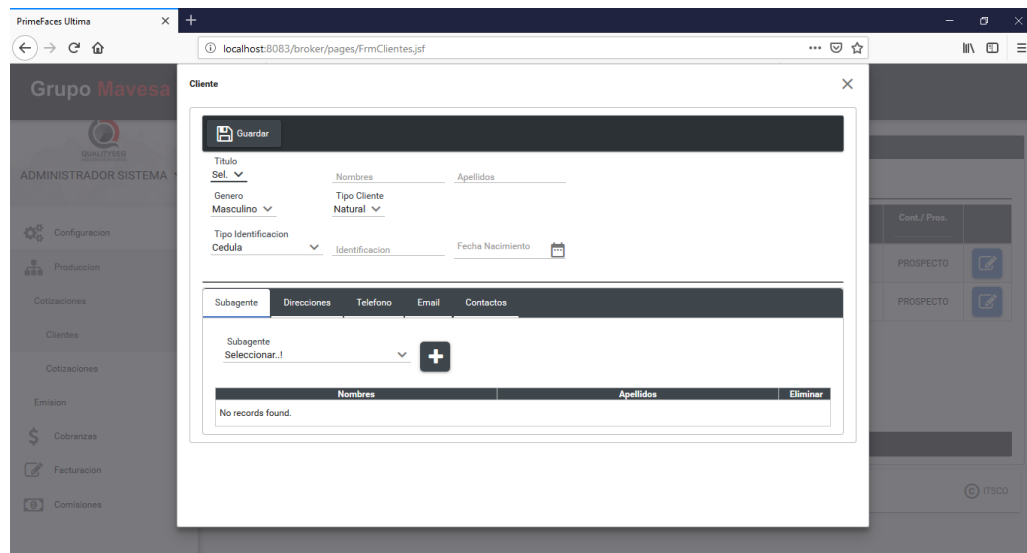 PrimeFaces Ultima
localhost:8083/broker/pages/FrmClientes.jsf
Grupo Mavesa
QUALITYSEG
ADMINISTRADOR SISTEMA
Configuracion
Produccion
Cotizaciones
Clientes
Cotizaciones
Emision
Cobranzas
Facturacion
Comisiones
Cliente
Guardar
Titulo
Sel.
Nombres
Apellidos
Genero
Tipo Cliente
Masculino
Natural
Tipo Identificacion
Cedula
Identificacion
Fecha Nacimiento
Subagente Direcciones Telefono Email Contactos
Subagente
Seleccionar..!
Nombres Apellidos Eliminar
No records found.
Cont./ Pros.
PROSPECTO
PROSPECTO
ITSCO